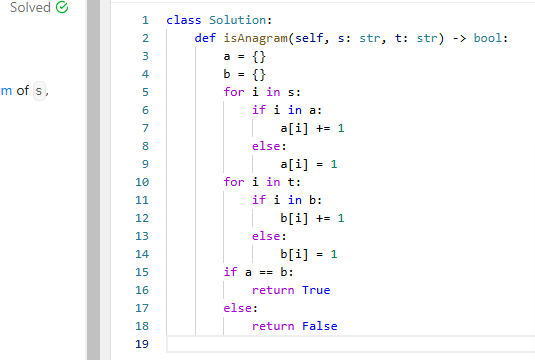 Solved
m of s,
1 class Solution:
2 def isAnagram(self, s: str, t: str) -> bool:
3 a = {}
4 b = {}
5 for i in s:
6 if i in a:
7 a[i] += 1
8 else:
9 a[i] = 1
10 for i in t:
11 if i in b:
12 b[i] += 1
13 else:
14 b[i] = 1
15 if a == b:
16 return True
17 else:
18 return False
19